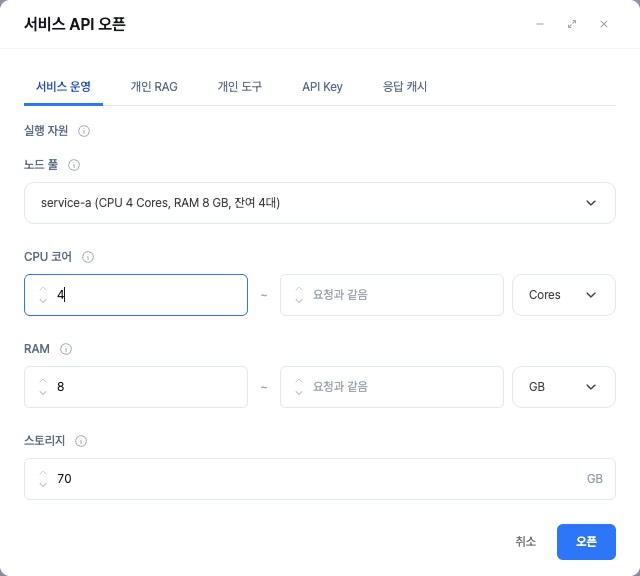 서비스 API 오픈
서비스 운영 개인 RAG 개인 도구 API Key 응답 캐시
실행 자원
노드 풀
service-a (CPU 4 Cores, RAM 8 GB, 잔여 4대)
CPU 코어
4 ~ 요청과 같음 Cores
RAM
8 ~ 요청과 같음 GB
스토리지
70 GB
취소 오픈